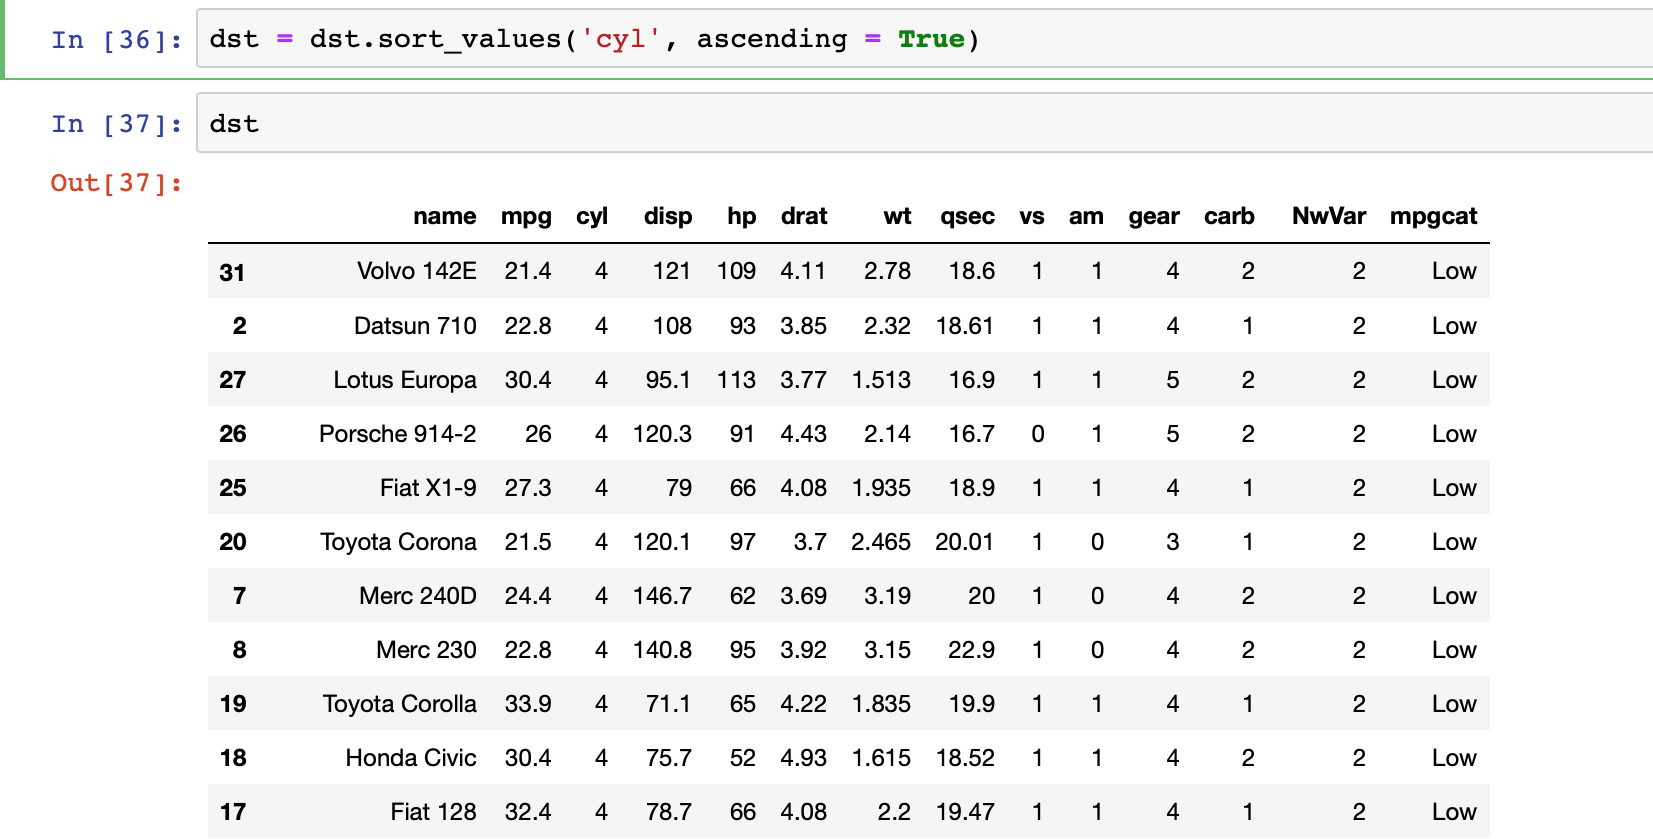 In [36]: dst = dst.sort_values('cyl', ascending = True)
In [37]: dst
Out[37]:
name mpg cyl disp hp drat wt qsec vs am gear carb NwVar mpgcat
31 Volvo 142E 21.4 4 121 109 4.11 2.78 18.6 1 1 4 2 2 Low
2 Datsun 710 22.8 4 108 93 3.85 2.32 18.61 1 1 4 1 2 Low
27 Lotus Europa 30.4 4 95.1 113 3.77 1.513 16.9 1 1 5 2 2 Low
26 Porsche 914-2 26 4 120.3 91 4.43 2.14 16.7 0 1 5 2 2 Low
25 Fiat X1-9 27.3 4 79 66 4.08 1.935 18.9 1 1 4 1 2 Low
20 Toyota Corona 21.5 4 120.1 97 3.7 2.465 20.01 1 0 3 1 2 Low
7 Merc 240D 24.4 4 146.7 62 3.69 3.19 20 1 0 4 2 2 Low
8 Merc 230 22.8 4 140.8 95 3.92 3.15 22.9 1 0 4 2 2 Low
19 Toyota Corolla 33.9 4 71.1 65 4.22 1.835 19.9 1 1 4 1 2 Low
18 Honda Civic 30.4 4 75.7 52 4.93 1.615 18.52 1 1 4 2 2 Low
17 Fiat 128 32.4 4 78.7 66 4.08 2.2 19.47 1 1 4 1 2 Low